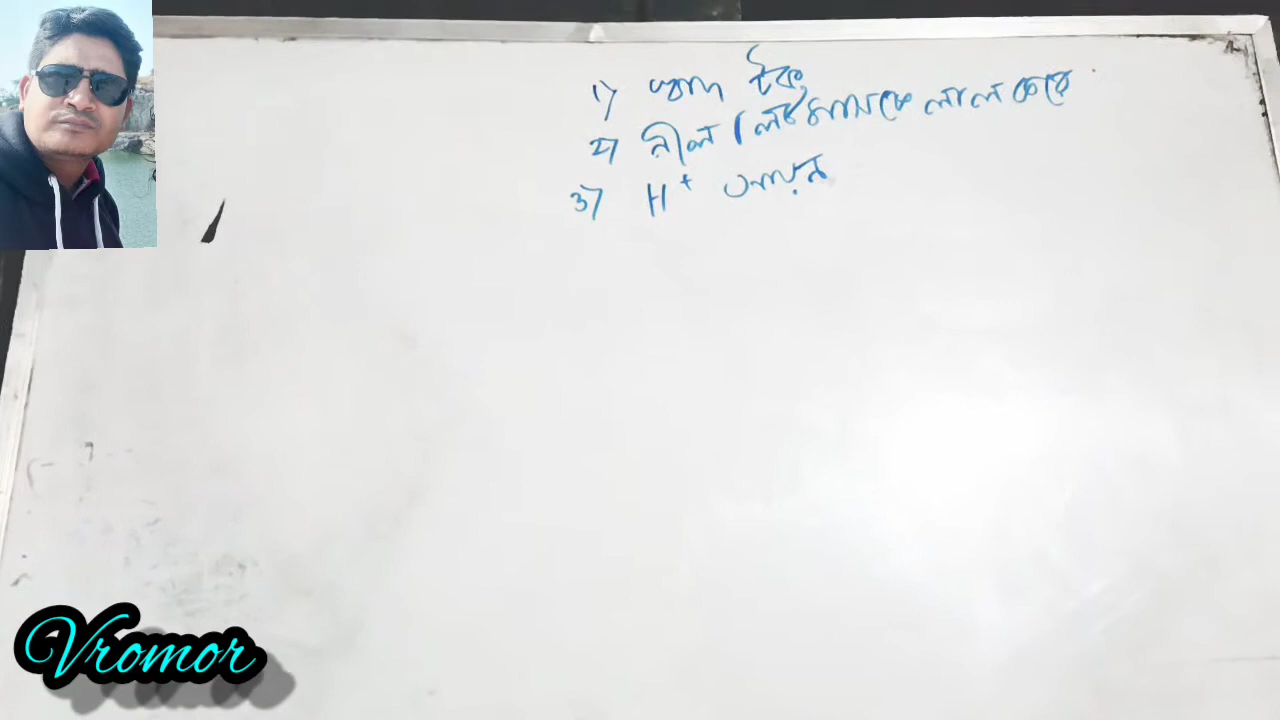 ১) স্বাদ টক
২) নীল লিটমাসকে লাল করে
৩) H+ আয়ন
Vromor